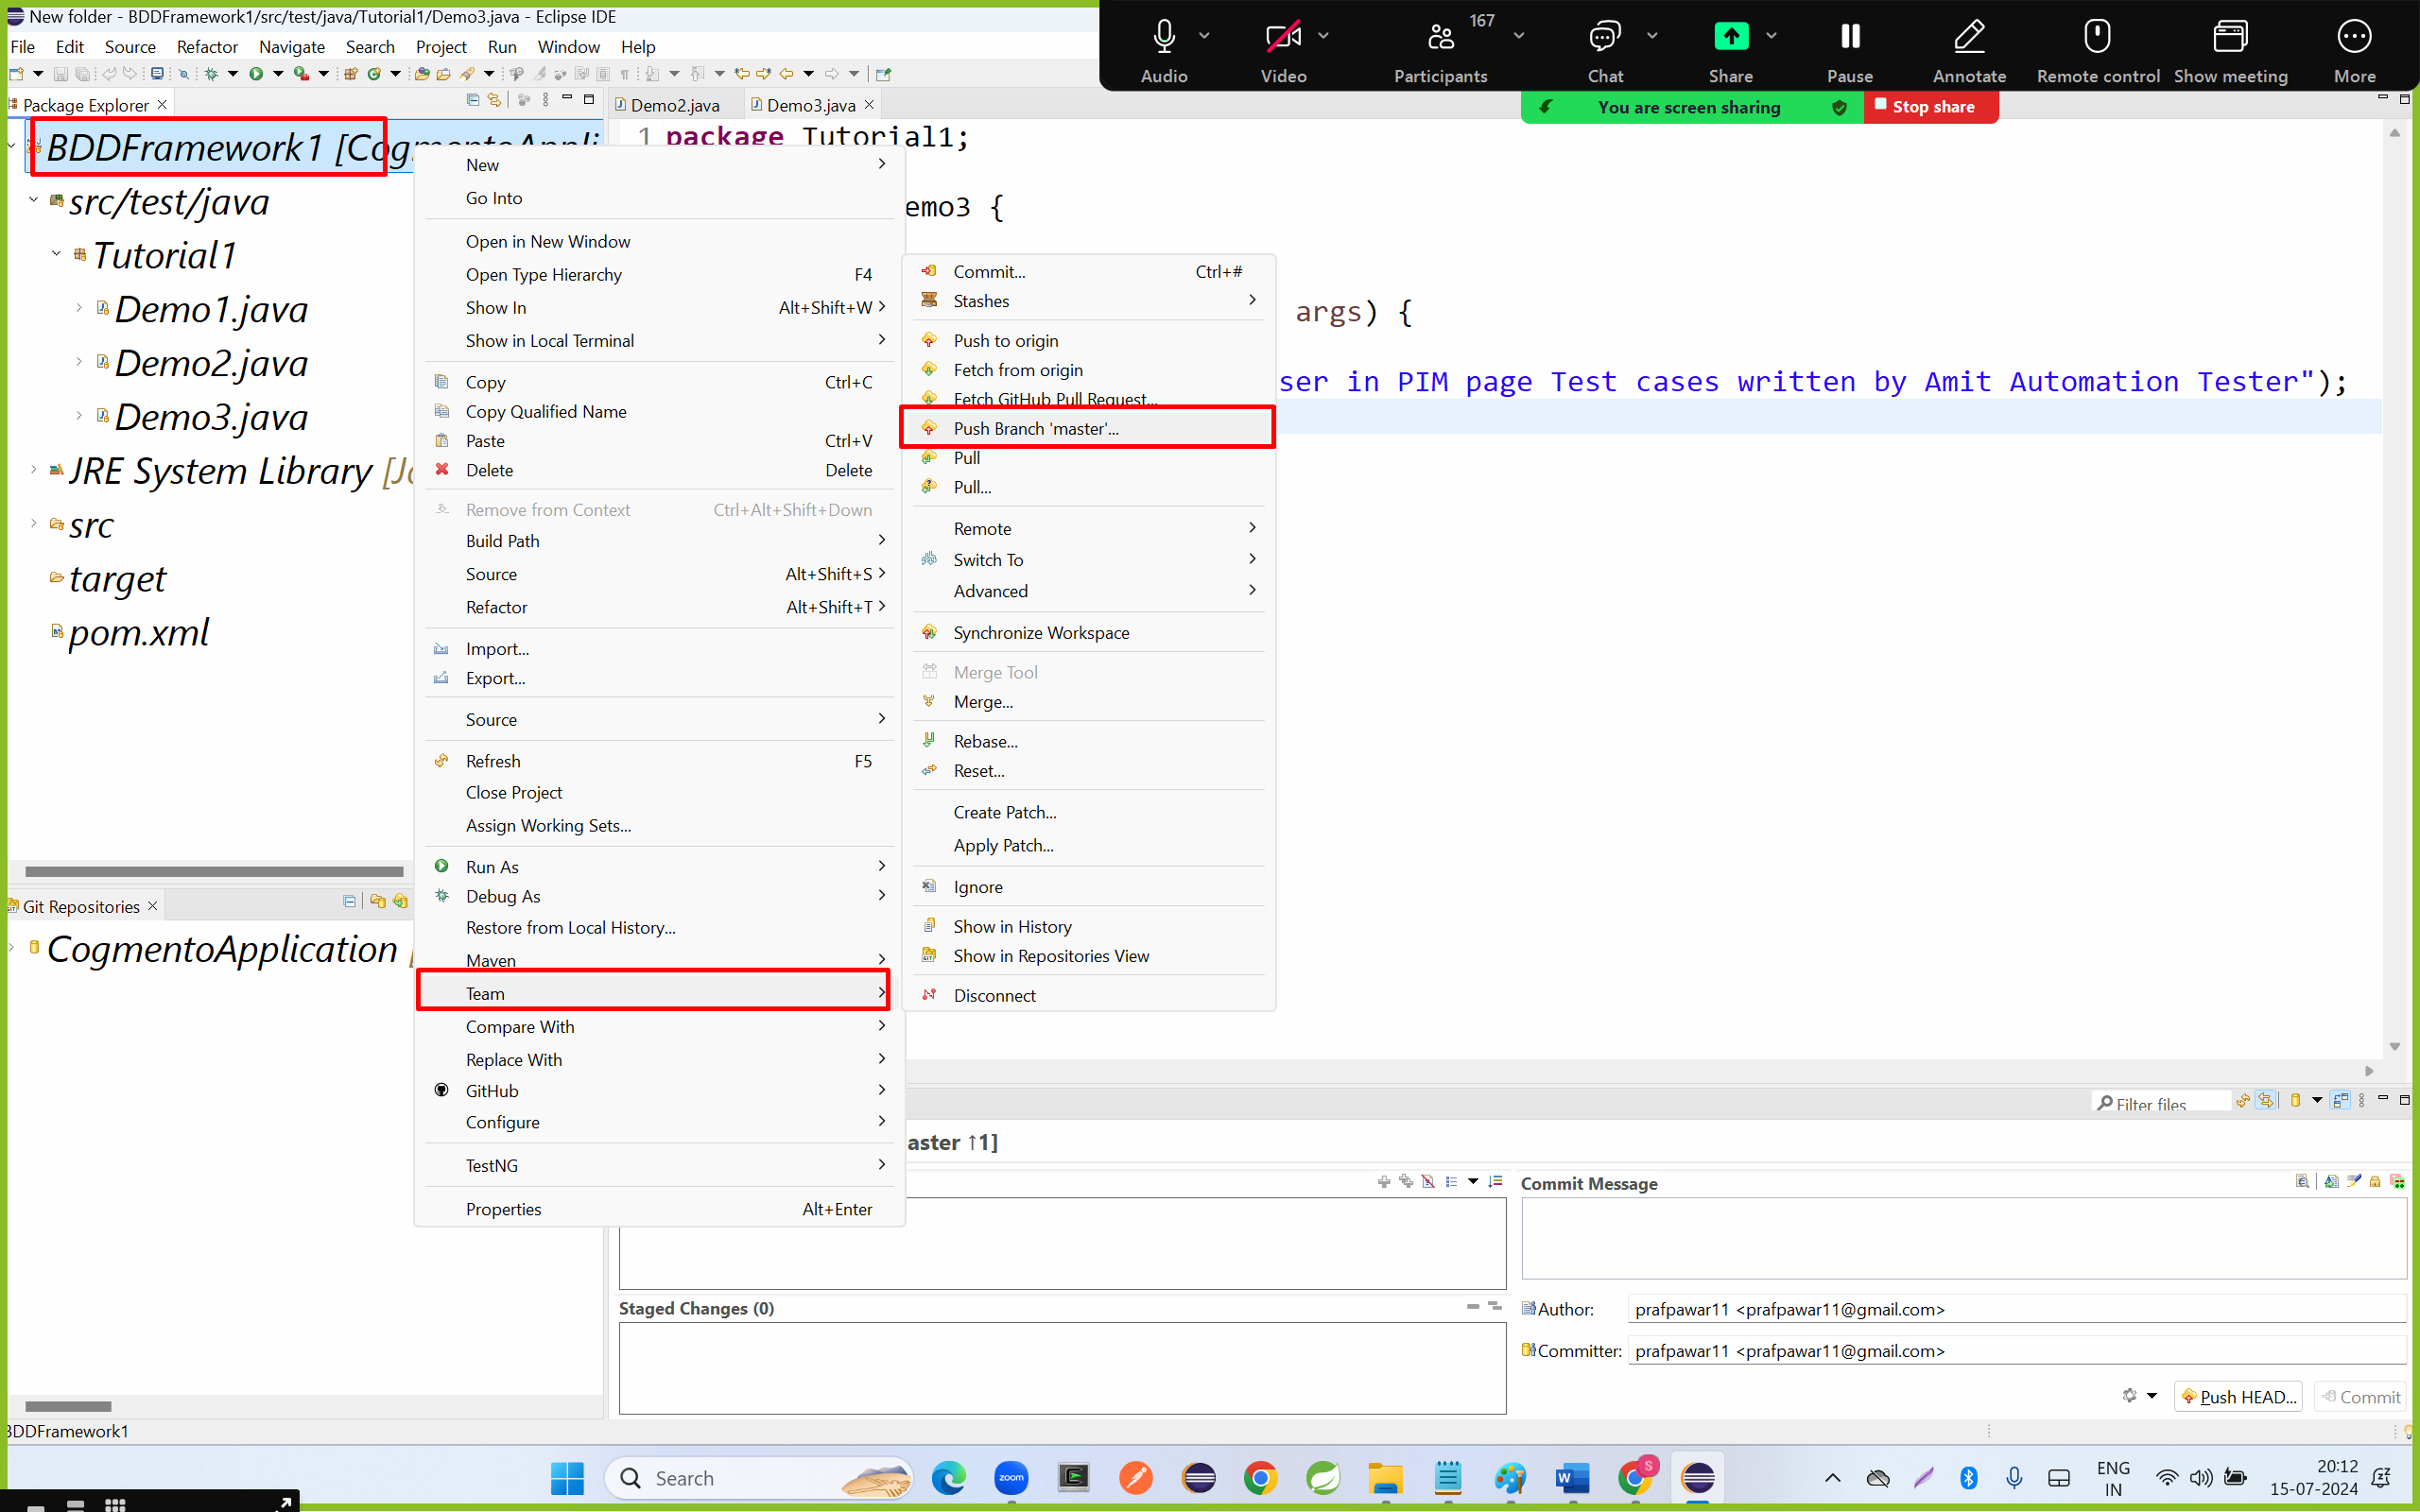 New folder - BDDFramework1/src/test/java/Tutorial1/Demo3.java - Eclipse IDE
File Edit Source Refactor Navigate Search Project Run Window Help
167
Audio Video Participants Chat Share Pause Annotate Remote control Show meeting More
You are screen sharing Stop share
Package Explorer
Demo2.java Demo3.java
BDDFramework1 [CogmentoAppli
src/test/java
Tutorial1
Demo1.java
Demo2.java
Demo3.java
JRE System Library [Ja
src
target
pom.xml
1 package Tutorial1;
emo3 {
args) {
ser in PIM page Test cases written by Amit Automation Tester");
New
Go Into
Open in New Window
Open Type Hierarchy F4
Show In Alt+Shift+W
Show in Local Terminal
Copy Ctrl+C
Copy Qualified Name
Paste Ctrl+V
Delete Delete
Remove from Context Ctrl+Alt+Shift+Down
Build Path
Source Alt+Shift+S
Refactor Alt+Shift+T
Import...
Export...
Source
Refresh F5
Close Project
Assign Working Sets...
Run As
Debug As
Restore from Local History...
Maven
Team
Compare With
Replace With
GitHub
Configure
TestNG
Properties Alt+Enter
Commit... Ctrl+#
Stashes
Push to origin
Fetch from origin
Fetch GitHub Pull Request...
Push Branch 'master'...
Pull
Pull...
Remote
Switch To
Advanced
Synchronize Workspace
Merge Tool
Merge...
Rebase...
Reset...
Create Patch...
Apply Patch...
Ignore
Show in History
Show in Repositories View
Disconnect
Git Repositories
CogmentoApplication [
Filter files
aster ↑1]
Commit Message
Staged Changes (0)
Author: prafpawar11 <prafpawar11@gmail.com>
Committer: prafpawar11 <prafpawar11@gmail.com>
Push HEAD... Commit
BDDFramework1
Search
zoom
S
ENG
IN
20:12
15-07-2024